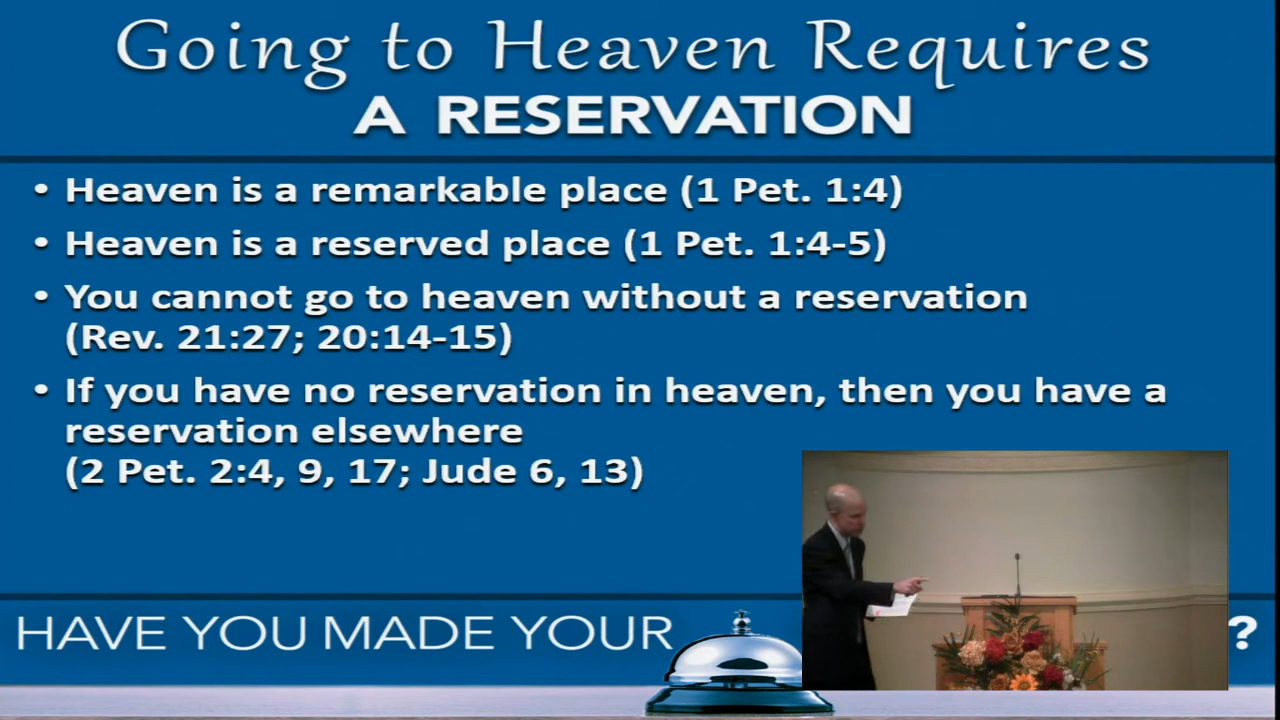 Going to Heaven Requires
A RESERVATION
• Heaven is a remarkable place (1 Pet. 1:4)
• Heaven is a reserved place (1 Pet. 1:4-5)
• You cannot go to heaven without a reservation
(Rev. 21:27; 20:14-15)
• If you have no reservation in heaven, then you have a
reservation elsewhere
(2 Pet. 2:4, 9, 17; Jude 6, 13)
HAVE YOU MADE YOUR ?